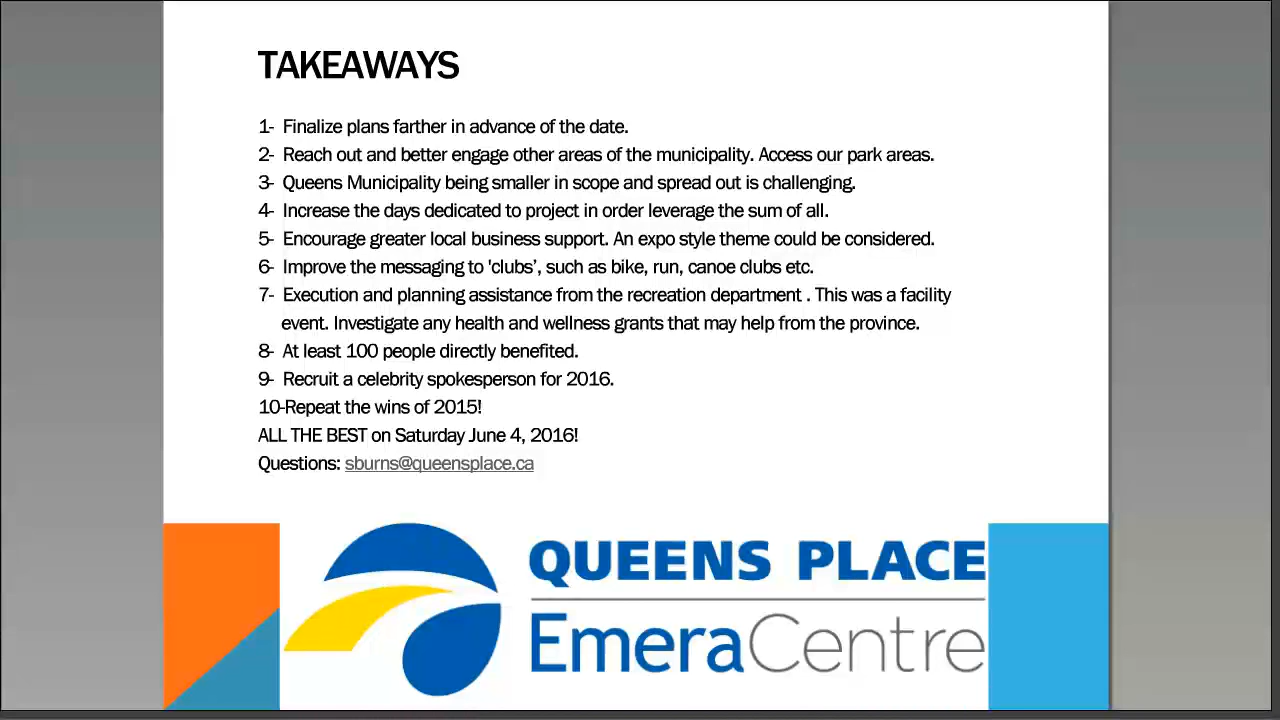 TAKEAWAYS
1- Finalize plans farther in advance of the date.
2- Reach out and better engage other areas of the municipality. Access our park areas.
3- Queens Municipality being smaller in scope and spread out is challenging.
4- Increase the days dedicated to project in order leverage the sum of all.
5- Encourage greater local business support. An expo style theme could be considered.
6- Improve the messaging to 'clubs’, such as bike, run, canoe clubs etc.
7- Execution and planning assistance from the recreation department . This was a facility
event. Investigate any health and wellness grants that may help from the province.
8- At least 100 people directly benefited.
9- Recruit a celebrity spokesperson for 2016.
10-Repeat the wins of 2015!
ALL THE BEST on Saturday June 4, 2016!
Questions: sburns@queensplace.ca
QUEENS PLACE
EmeraCentre